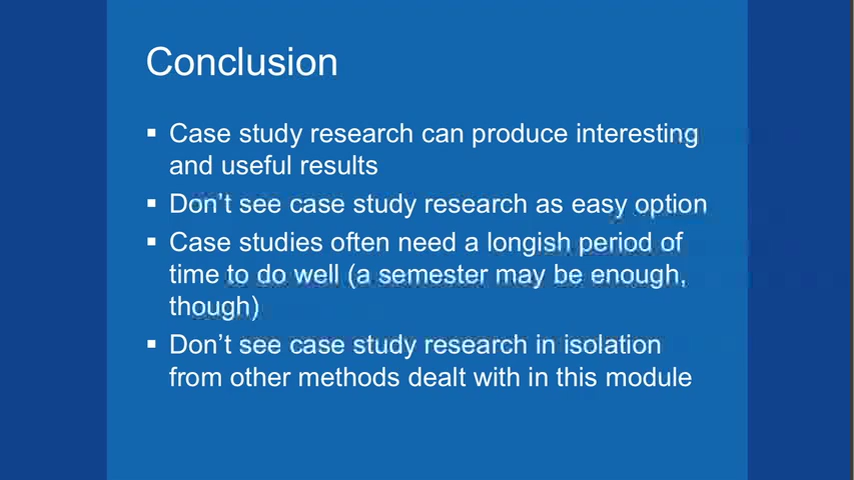 Conclusion
▪ Case study research can produce interesting
and useful results
▪ Don't see case study research as easy option
▪ Case studies often need a longish period of
time to do well (a semester may be enough,
though)
▪ Don't see case study research in isolation
from other methods dealt with in this module